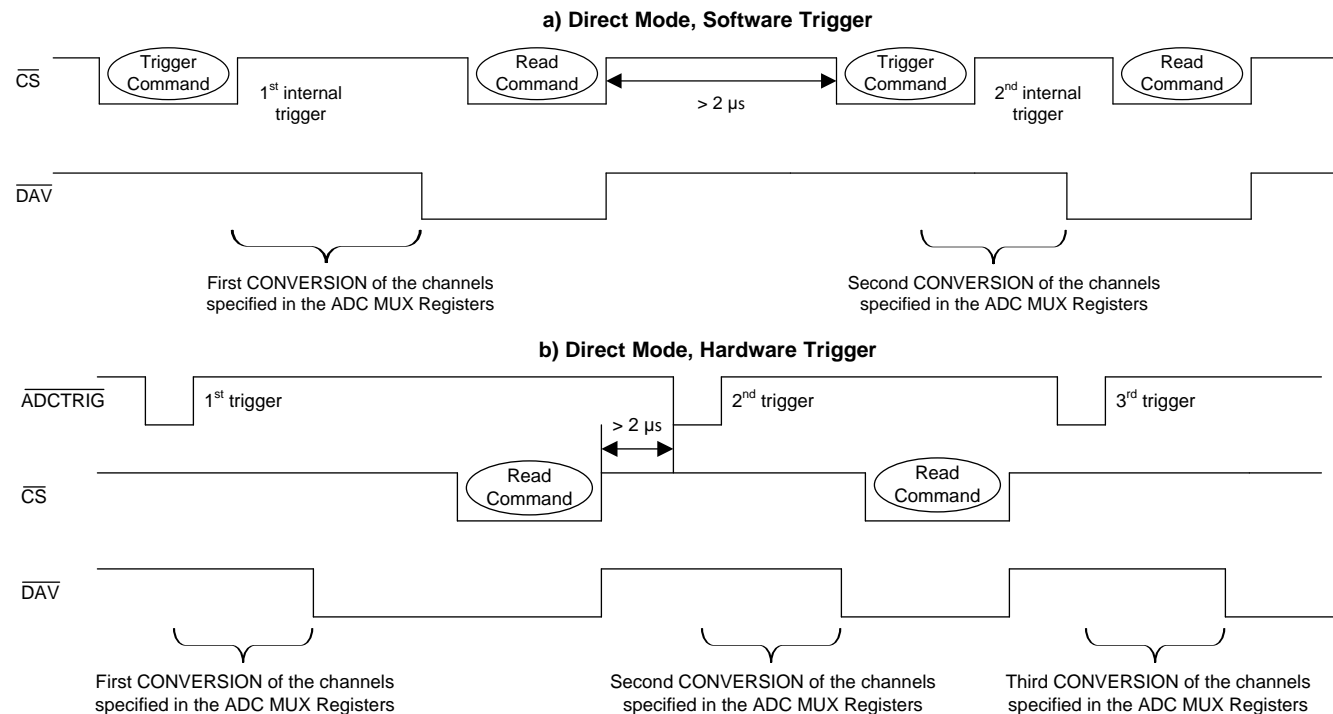 a) Direct Mode, Software Trigger
CS
Trigger
Command
1st internal
trigger
Read
Command
> 2 µs
Trigger
Command
2nd internal
trigger
Read
Command
DAV
First CONVERSION of the channels
specified in the ADC MUX Registers
Second CONVERSION of the channels
specified in the ADC MUX Registers
b) Direct Mode, Hardware Trigger
ADCTRIG
1st trigger
> 2 µs
2nd trigger
3rd trigger
CS
Read
Command
Read
Command
DAV
First CONVERSION of the channels
specified in the ADC MUX Registers
Second CONVERSION of the channels
specified in the ADC MUX Registers
Third CONVERSION of the channels
specified in the ADC MUX Registers